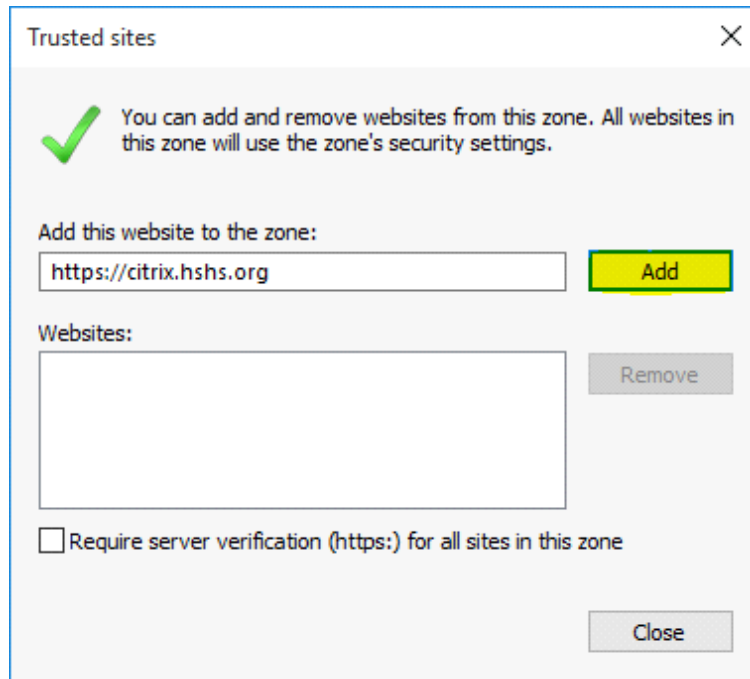 Trusted sites
You can add and remove websites from this zone. All websites in
this zone will use the zone's security settings.
Add this website to the zone:
https://citrix.hshs.org
Add
Websites:
Remove
Require server verification (https:) for all sites in this zone
Close